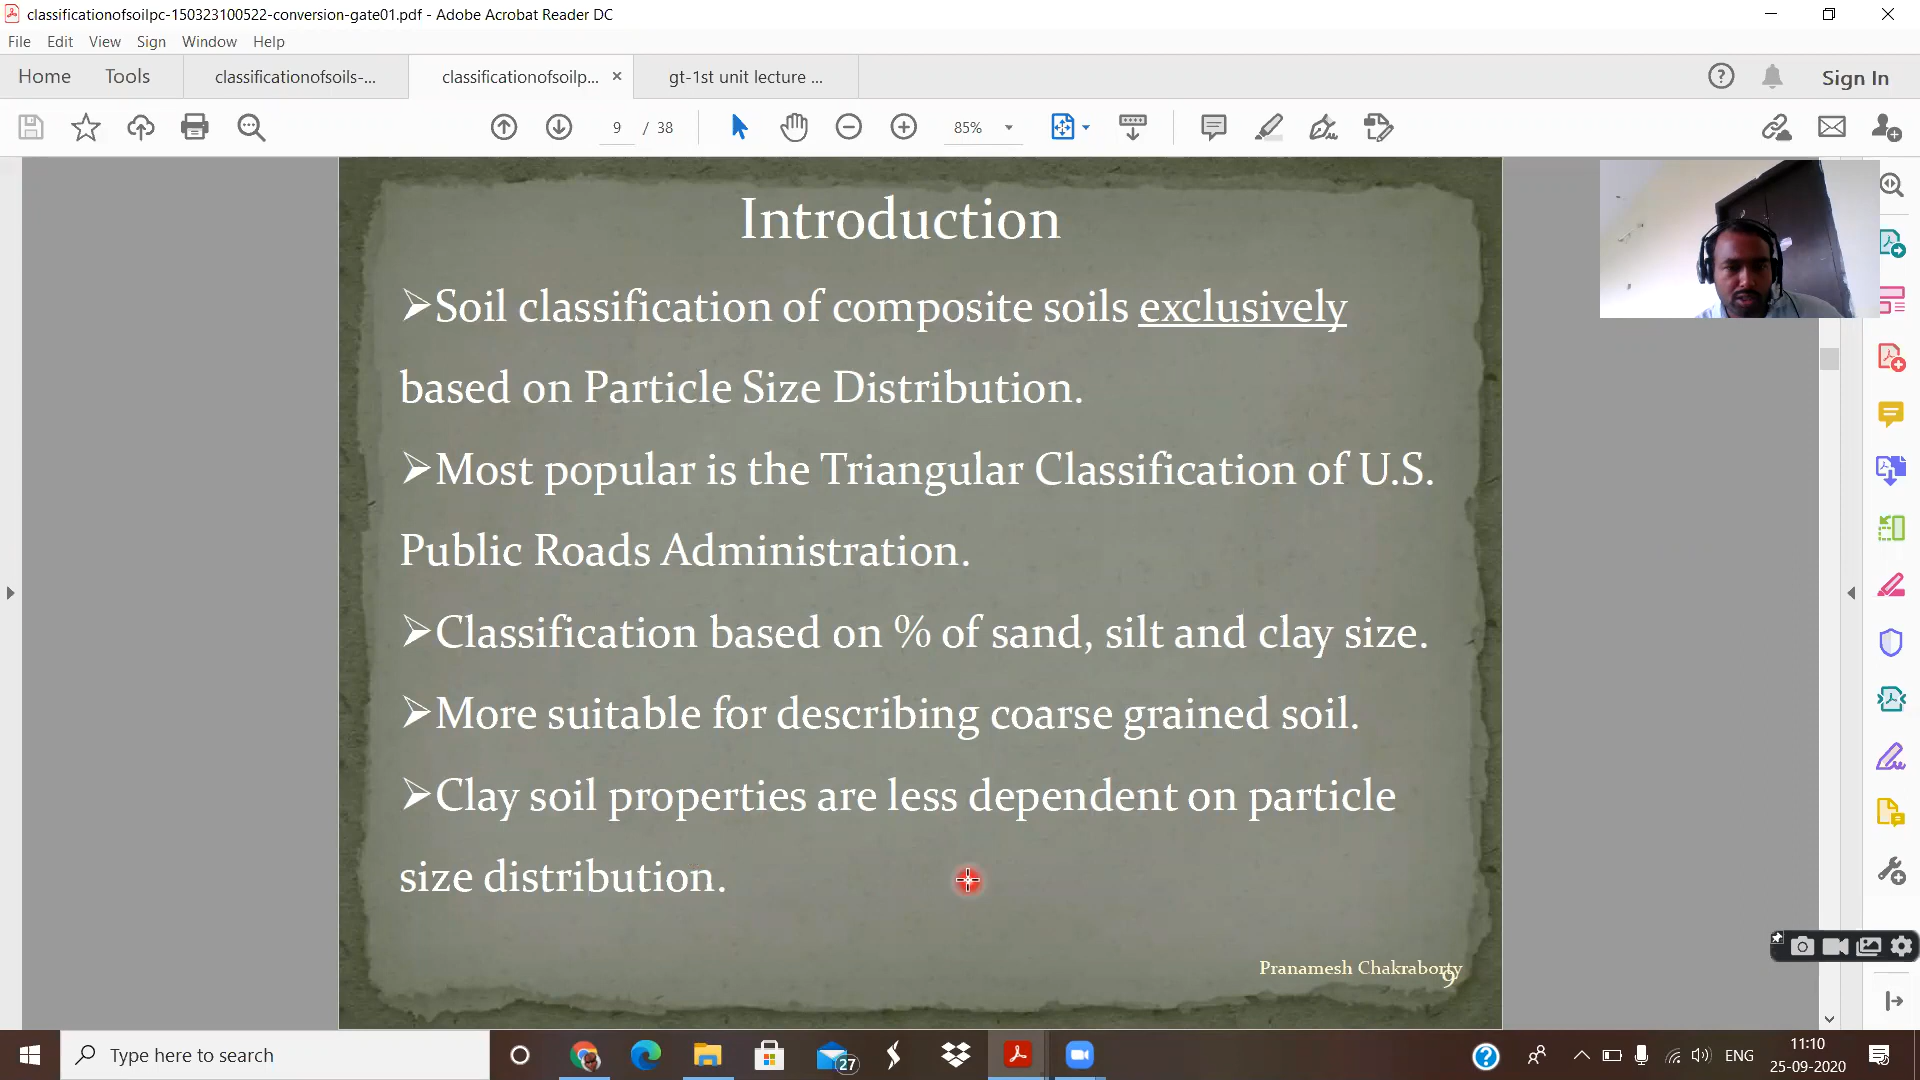 classificationofsoilpc-150323100522-conversion-gate01.pdf - Adobe Acrobat Reader DC
File Edit View Sign Window Help
Home Tools classificationofsoils-... classificationofsoilp... × gt-1st unit lecture ... Sign In
9 / 38 85%
Introduction
➢Soil classification of composite soils exclusively
based on Particle Size Distribution.
➢Most popular is the Triangular Classification of U.S.
Public Roads Administration.
➢Classification based on % of sand, silt and clay size.
➢More suitable for describing coarse grained soil.
➢Clay soil properties are less dependent on particle
size distribution.
Pranamesh Chakraborty
9
Type here to search 27 ENG 11:10
25-09-2020